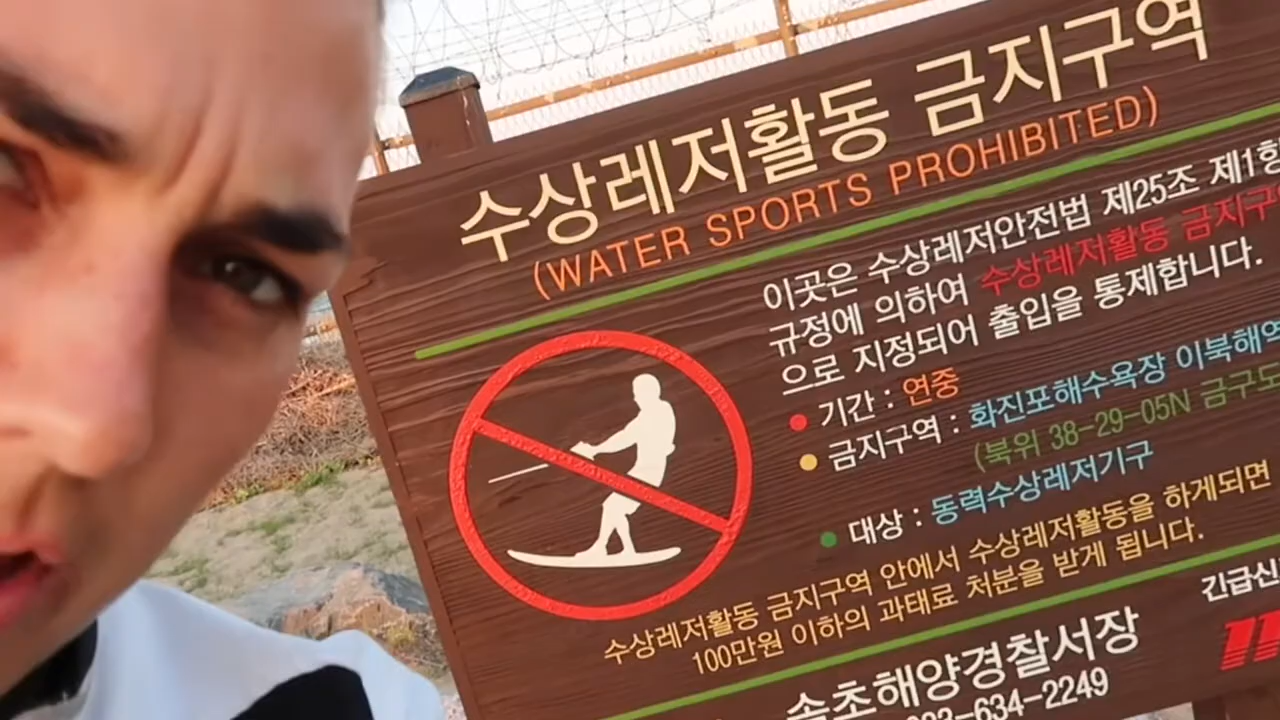 수상레저활동 금지구역
(WATER SPORTS PROHIBITED)
이곳은 수상레저안전법 제25조 제1항
규정에 의하여 수상레저활동 금지구
으로 지정되어 출입을 통제합니다.
기간 : 연중
금지구역 : 화진포해수욕장 이북해역
(북위 38-29-05N 금구도
대상 : 동력수상레저기구
수상레저활동 금지구역 안에서 수상레저활동을 하게되면
100만원 이하의 과태료 처분을 받게 됩니다.
속초해양경찰서장
긴급신
634-2249